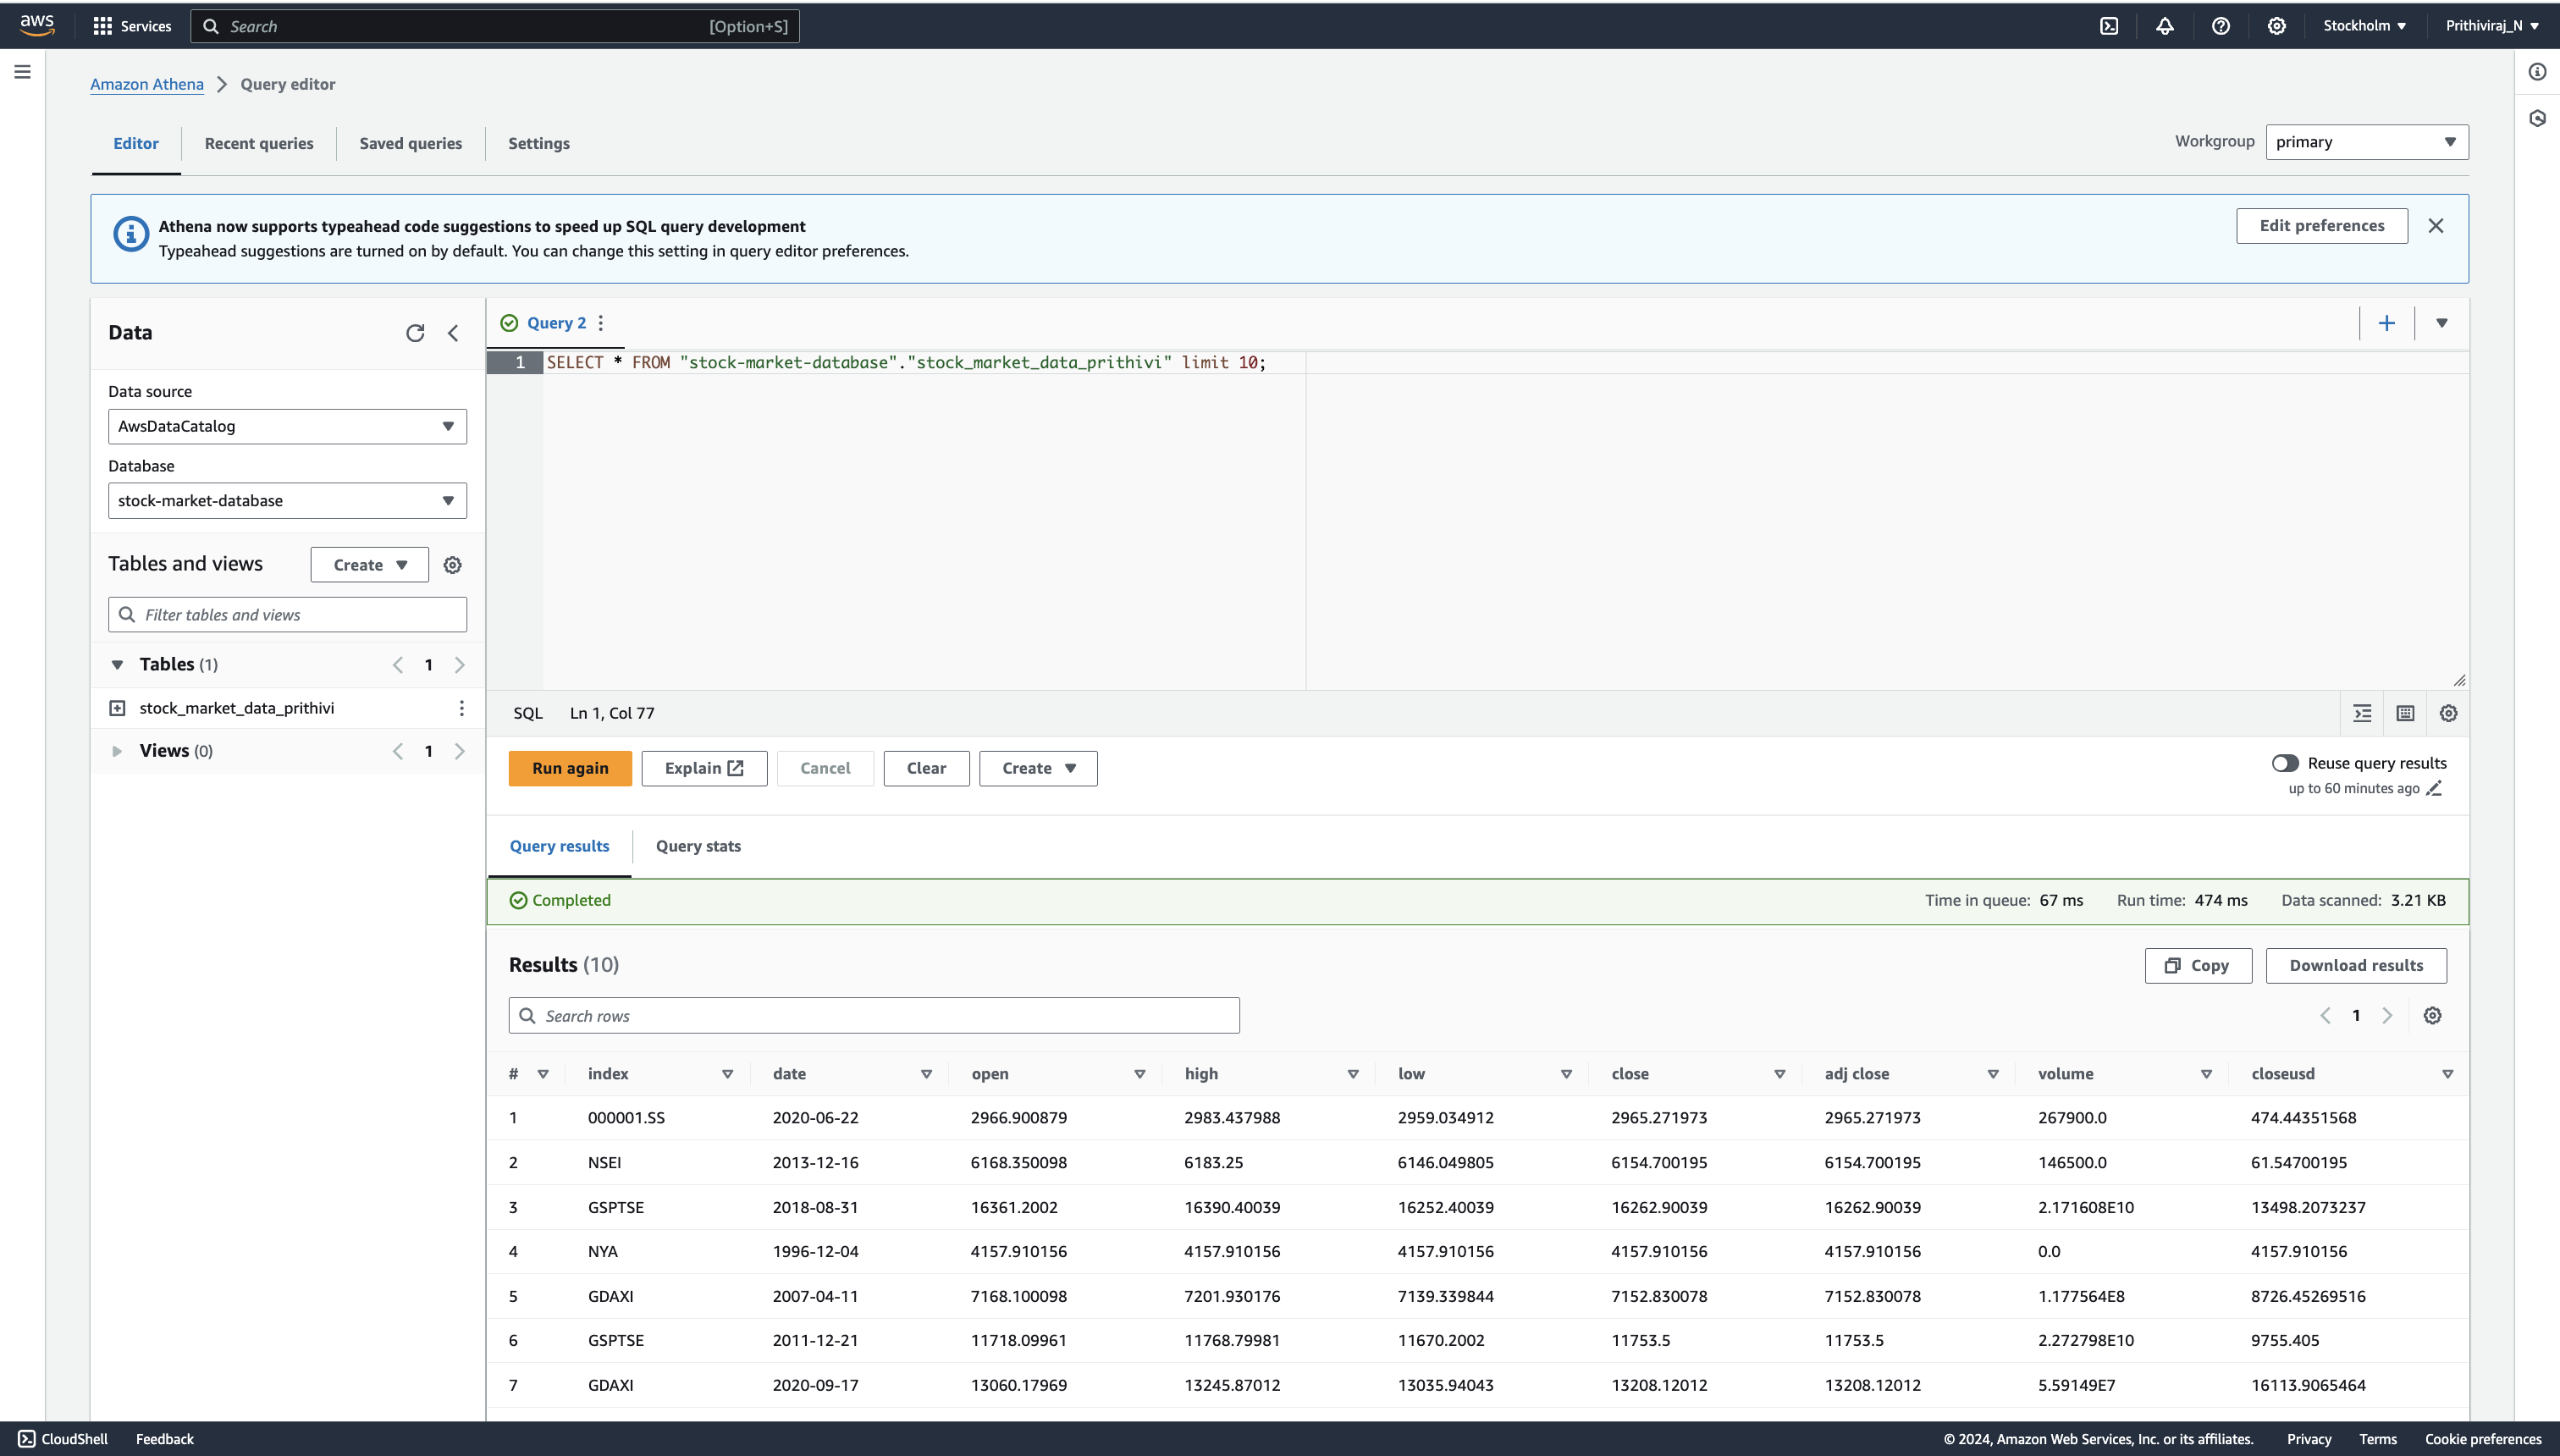 aws Services Search [Option+S] Stockholm Prithiviraj_N
Amazon Athena Query editor
Editor Recent queries Saved queries Settings Workgroup primary
Athena now supports typeahead code suggestions to speed up SQL query development
Typeahead suggestions are turned on by default. You can change this setting in query editor preferences.
Edit preferences
Data
Data source
AwsDataCatalog
Database
stock-market-database
Tables and views Create
Filter tables and views
Tables (1) 1
stock_market_data_prithivi
Views (0) 1
Query 2
1 SELECT * FROM "stock-market-database"."stock_market_data_prithivi" limit 10;
SQL Ln 1, Col 77
Run again Explain Cancel Clear Create
Reuse query results
up to 60 minutes ago
Query results Query stats
Completed Time in queue: 67 ms Run time: 474 ms Data scanned: 3.21 KB
Results (10) Copy Download results
Search rows 1
# index date open high low close adj close volume closeusd
1 000001.SS 2020-06-22 2966.900879 2983.437988 2959.034912 2965.271973 2965.271973 267900.0 474.44351568
2 NSEI 2013-12-16 6168.350098 6183.25 6146.049805 6154.700195 6154.700195 146500.0 61.54700195
3 GSPTSE 2018-08-31 16361.2002 16390.40039 16252.40039 16262.90039 16262.90039 2.171608E10 13498.2073237
4 NYA 1996-12-04 4157.910156 4157.910156 4157.910156 4157.910156 4157.910156 0.0 4157.910156
5 GDAXI 2007-04-11 7168.100098 7201.930176 7139.339844 7152.830078 7152.830078 1.177564E8 8726.45269516
6 GSPTSE 2011-12-21 11718.09961 11768.79981 11670.2002 11753.5 11753.5 2.272798E10 9755.405
7 GDAXI 2020-09-17 13060.17969 13245.87012 13035.94043 13208.12012 13208.12012 5.59149E7 16113.9065464
CloudShell Feedback © 2024, Amazon Web Services, Inc. or its affiliates. Privacy Terms Cookie preferences